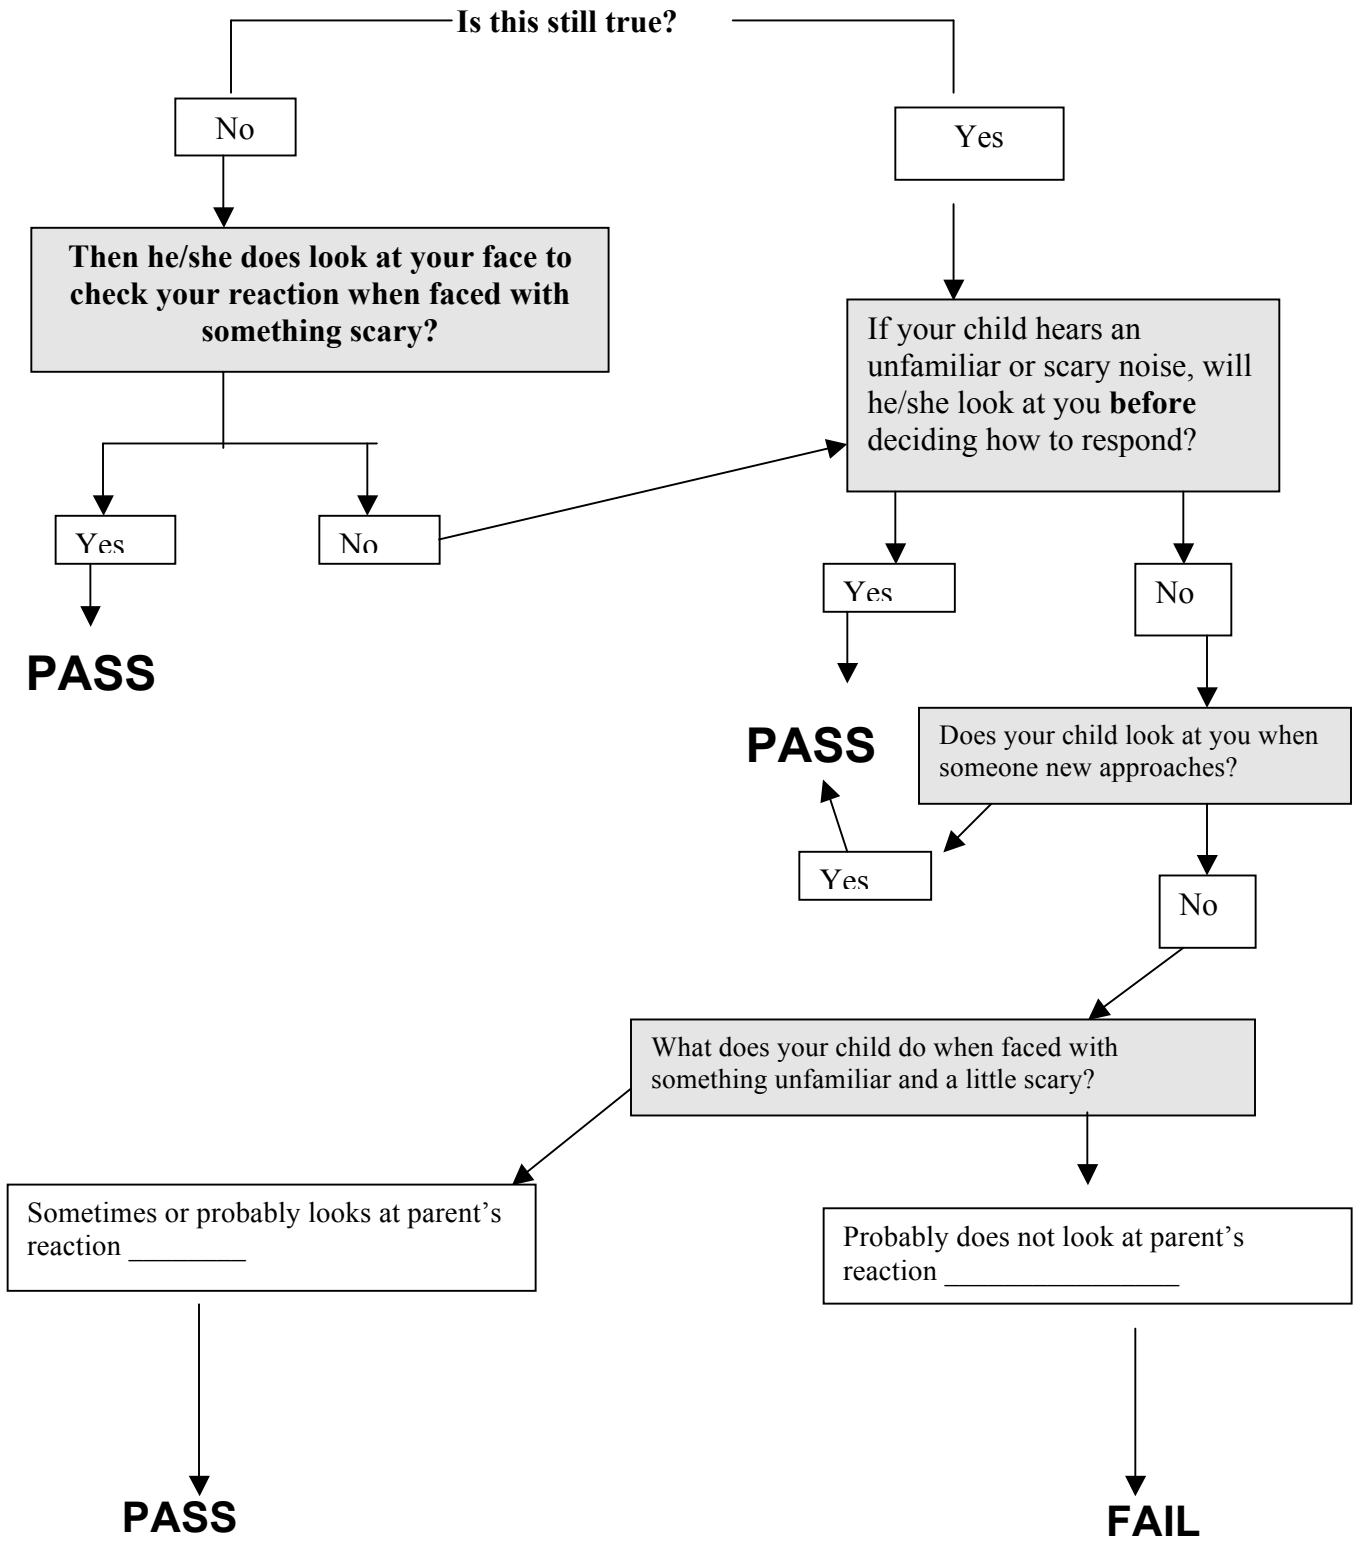 Is this still true?
No
Yes
Then he/she does look at your face to
check your reaction when faced with
something scary?
If your child hears an
unfamiliar or scary noise, will
he/she look at you before
deciding how to respond?
Yes
No
Yes
No
PASS
PASS
Does your child look at you when
someone new approaches?
Yes
No
What does your child do when faced with
something unfamiliar and a little scary?
Sometimes or probably looks at parent’s
reaction ________
Probably does not look at parent’s
reaction ________________
PASS
FAIL